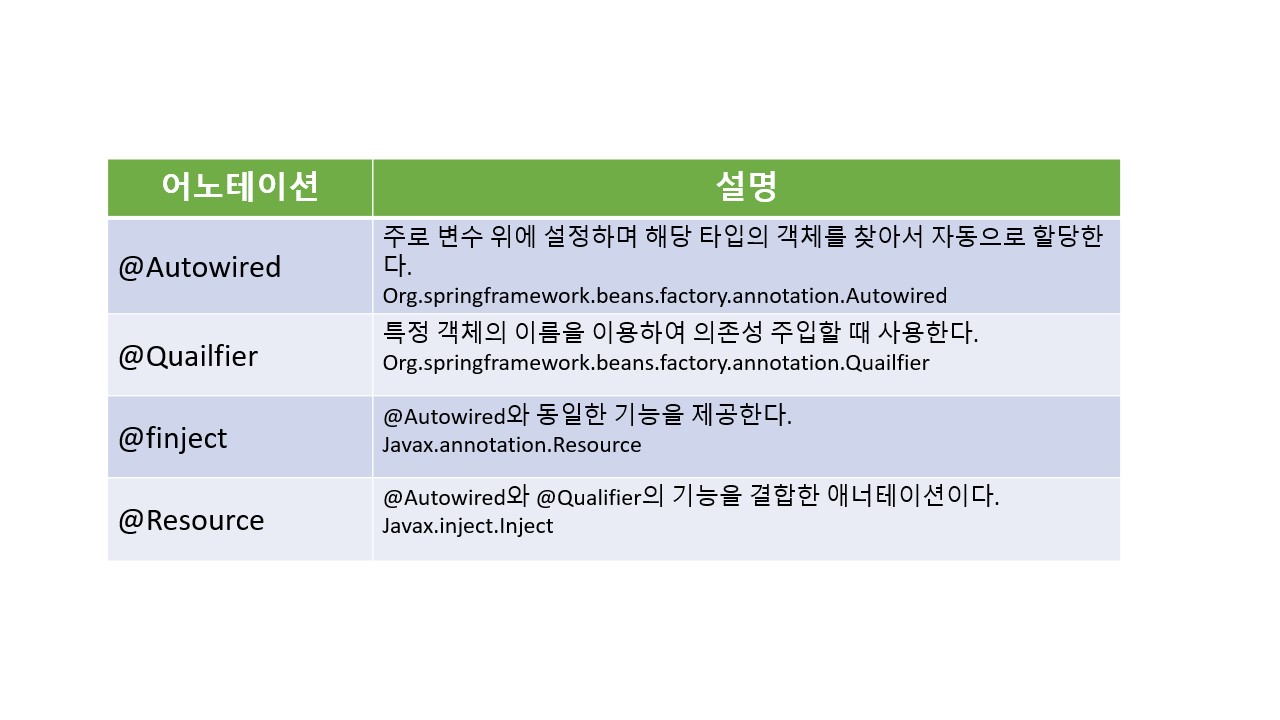 어노테이션
설명
@Autowired
주로 변수 위에 설정하며 해당 타입의 객체를 찾아서 자동으로 할당한
다.
Org.springframework.beans.factory.annotation.Autowired
@Quailfier
특정 객체의 이름을 이용하여 의존성 주입할 때 사용한다.
Org.springframework.beans.factory.annotation.Quailfier
@finject
@Autowired와 동일한 기능을 제공한다.
Javax.annotation.Resource
@Resource
@Autowired와 @Qualifier의 기능을 결합한 애너테이션이다.
Javax.inject.Inject